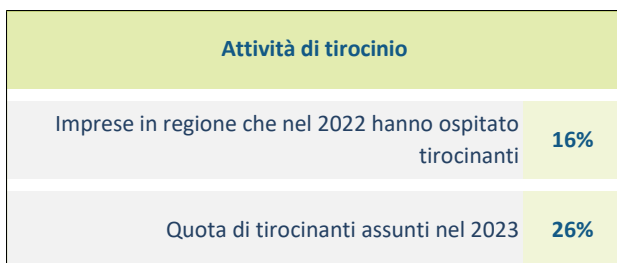 Attività di tirocinio
Imprese in regione che nel 2022 hanno ospitato
tirocinanti
16%
Quota di tirocinanti assunti nel 2023
26%